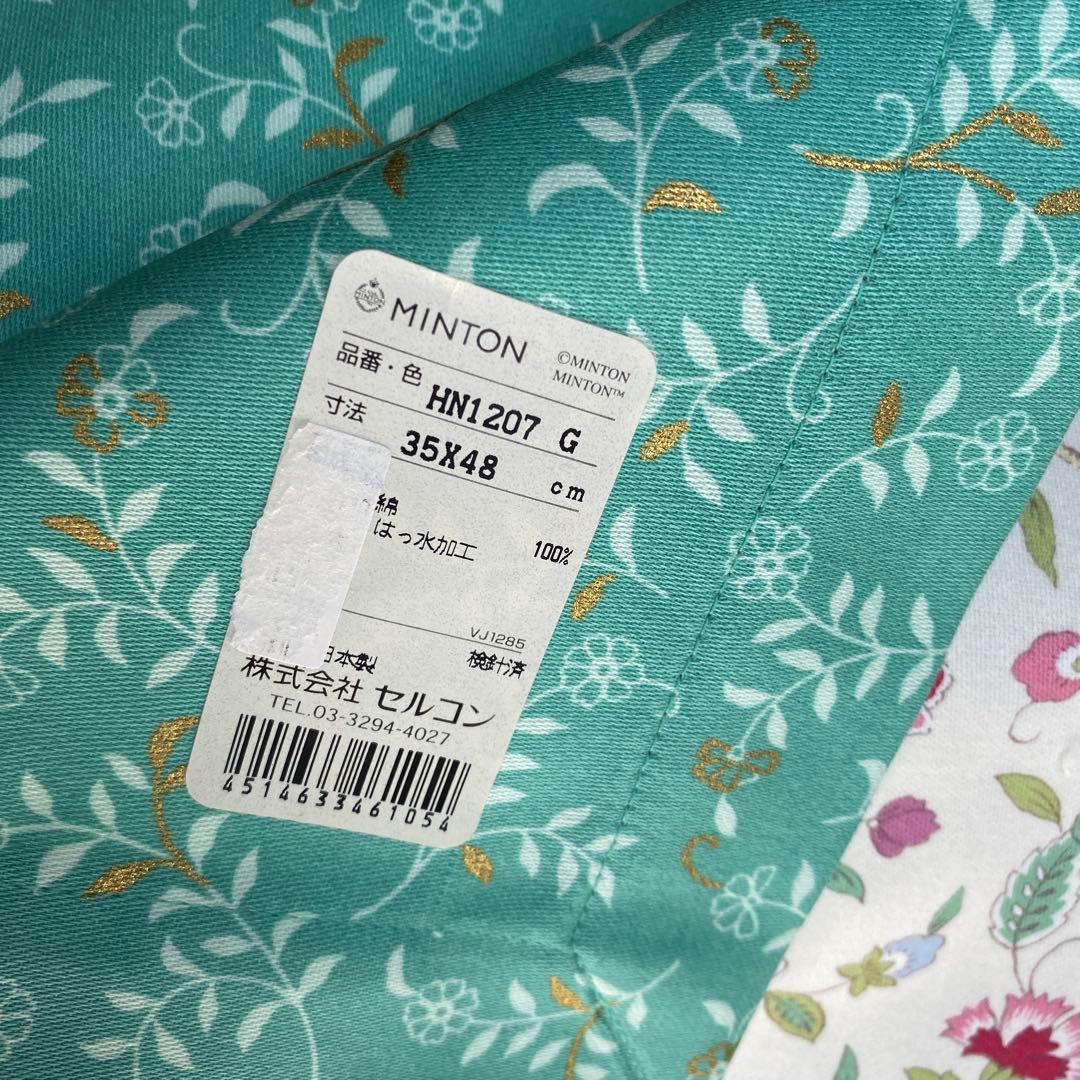 MINTON
©MINTON
MINTON™
品番・色 HN1207 G
寸法 35X48 cm
綿 100%
はっ水加工
VJ1285
日本製 検針済
株式会社 セルコン
TEL.03-3294-4027
4514633461054